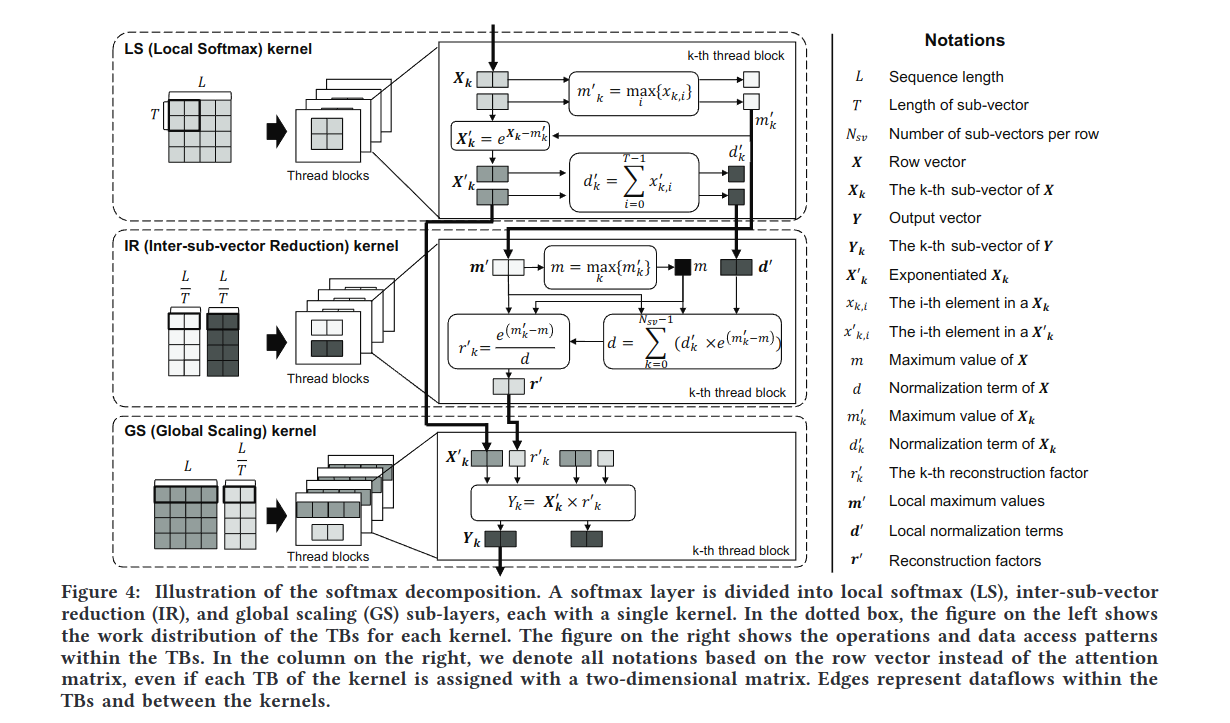 LS (Local Softmax) kernel
L
T
Thread blocks
k-th thread block
X_k
m'_k = max_i{x_{k,i}}
m'_k
X'_k = e^{X_k−m'_k}
X'_k
d'_k = ∑_{i=0}^{T−1} x'_{k,i}
d'_k
IR (Inter-sub-vector Reduction) kernel
L/T
L/T
Thread blocks
m'
m = max_k{m'_k}
m
d'
r'_k = e^{(m'_k−m)}/d
d = ∑_{k=0}^{N_{sv}−1} (d'_k ×e^{(m'_k−m)})
r'
k-th thread block
GS (Global Scaling) kernel
L
L/T
Thread blocks
X'_k
r'_k
Y_k= X'_k × r'_k
Y_k
k-th thread block
Notations
L Sequence length
T Length of sub-vector
N_{sv} Number of sub-vectors per row
X Row vector
X_k The k-th sub-vector of X
Y Output vector
Y_k The k-th sub-vector of Y
X'_k Exponentiated X_k
x_{k,i} The i-th element in a X_k
x'_{k,i} The i-th element in a X'_k
m Maximum value of X
d Normalization term of X
m'_k Maximum value of X_k
d'_k Normalization term of X_k
r'_k The k-th reconstruction factor
m' Local maximum values
d' Local normalization terms
r' Reconstruction factors
Figure 4: Illustration of the softmax decomposition. A softmax layer is divided into local softmax (LS), inter-sub-vector
reduction (IR), and global scaling (GS) sub-layers, each with a single kernel. In the dotted box, the figure on the left shows
the work distribution of the TBs for each kernel. The figure on the right shows the operations and data access patterns
within the TBs. In the column on the right, we denote all notations based on the row vector instead of the attention
matrix, even if each TB of the kernel is assigned with a two-dimensional matrix. Edges represent dataflows within the
TBs and between the kernels.